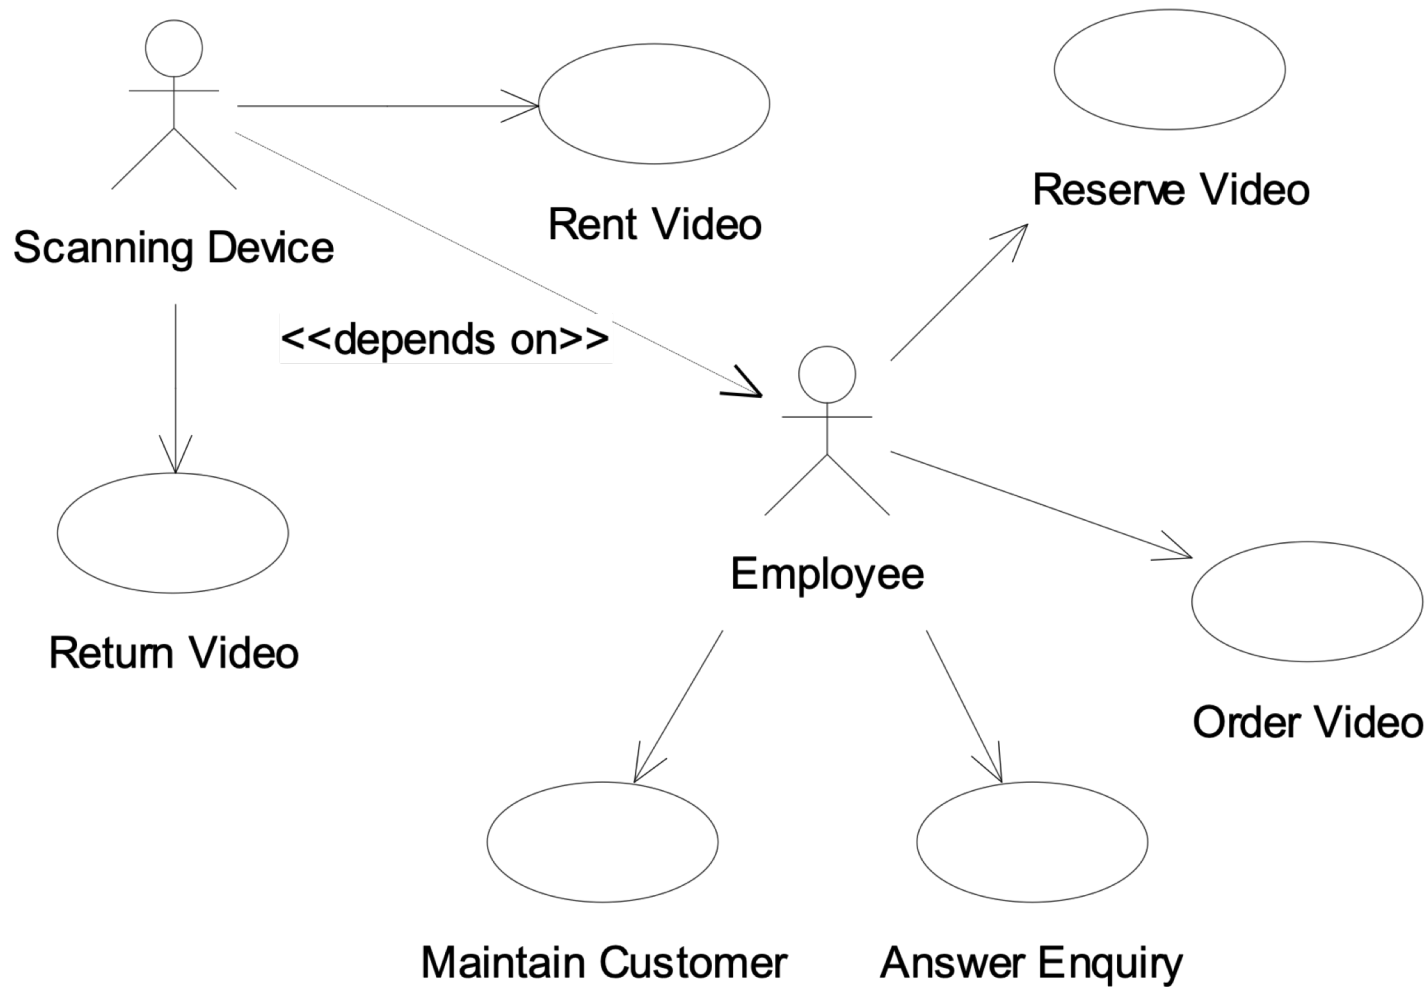 Reserve Video
Rent Video
Scanning Device
<<depends on>>
Employee
Return Video
Order Video
Maintain Customer
Answer Enquiry